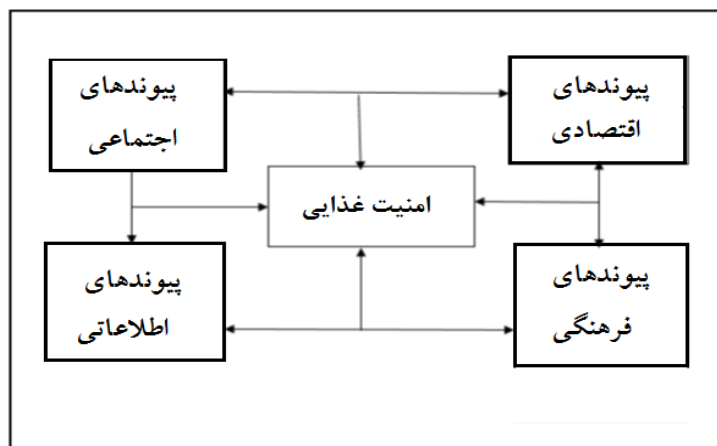 پیوندهای
اقتصادی
پیوندهای
اجتماعی
امنیت غذایی
پیوندهای
فرهنگی
پیوندهای
اطلاعاتی